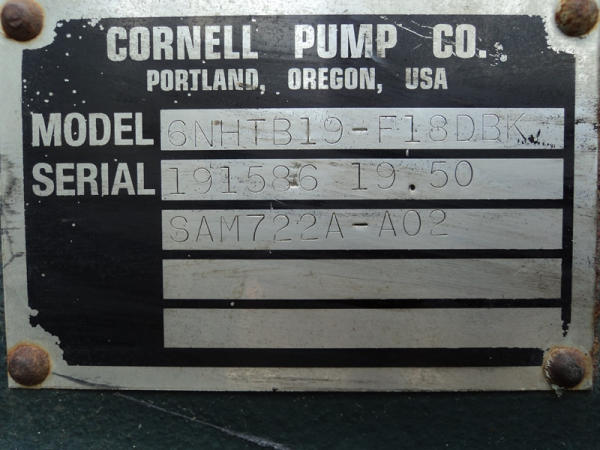 CORNELL PUMP CO.
PORTLAND, OREGON, USA
MODEL 6NHTB19-F18DBK
SERIAL 191586 19.50
SAM722A-A02